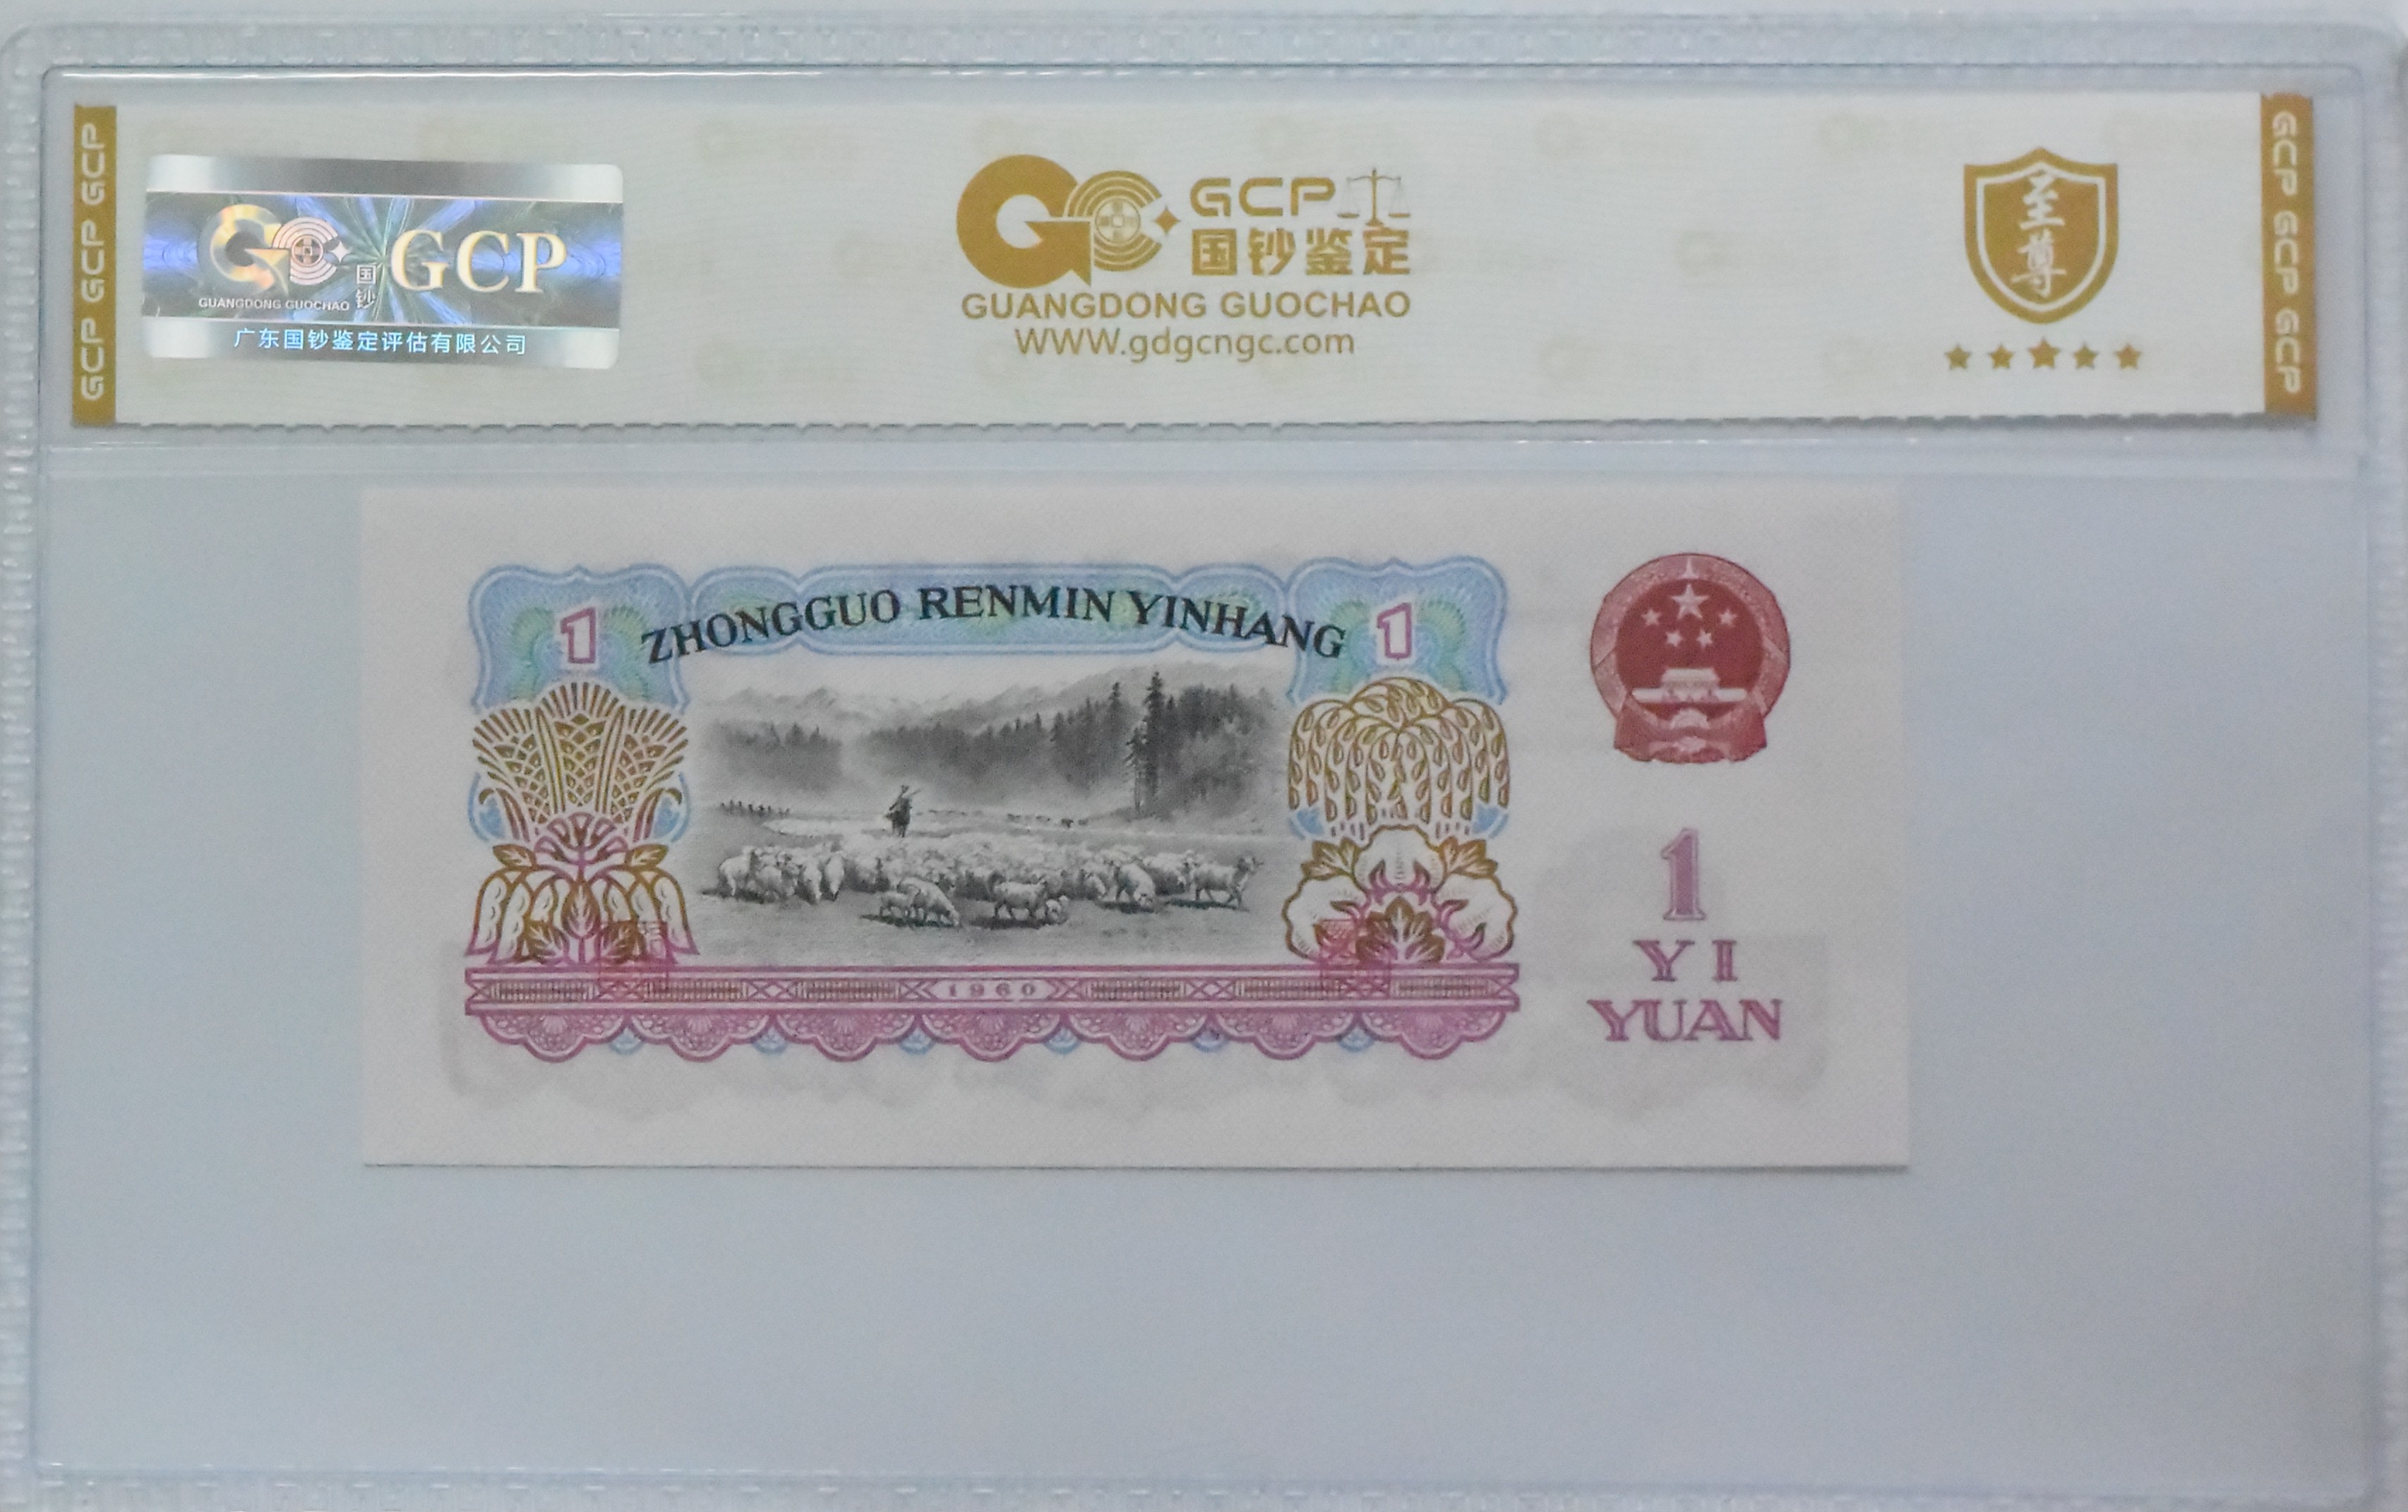 GCP GCP GCP
GUANGDONG GUOCHAO
国钞
GCP
广东国钞鉴定评估有限公司
GCP
国钞鉴定
GUANGDONG GUOCHAO
WWW.gdgcngc.com
至尊
GCP GCP GCP
ZHONGGUO RENMIN YINHANG
1
1
1960
1
YI
YUAN